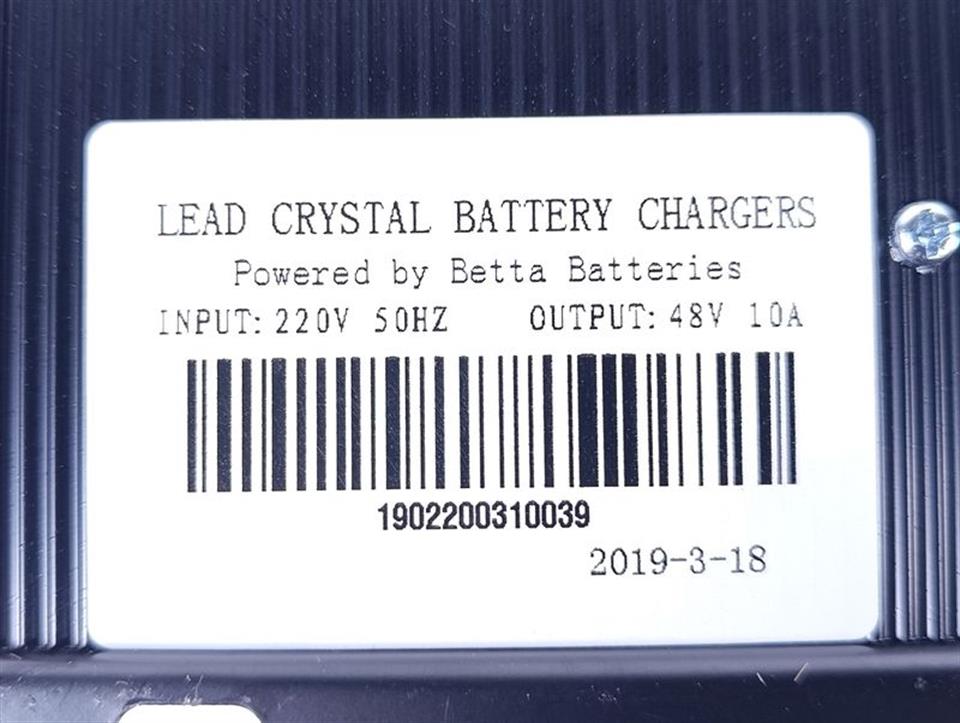 LEAD CRYSTAL BATTERY CHARGERS
Powered by Betta Batteries
INPUT: 220V 50HZ OUTPUT: 48V 10A
1902200310039
2019-3-18